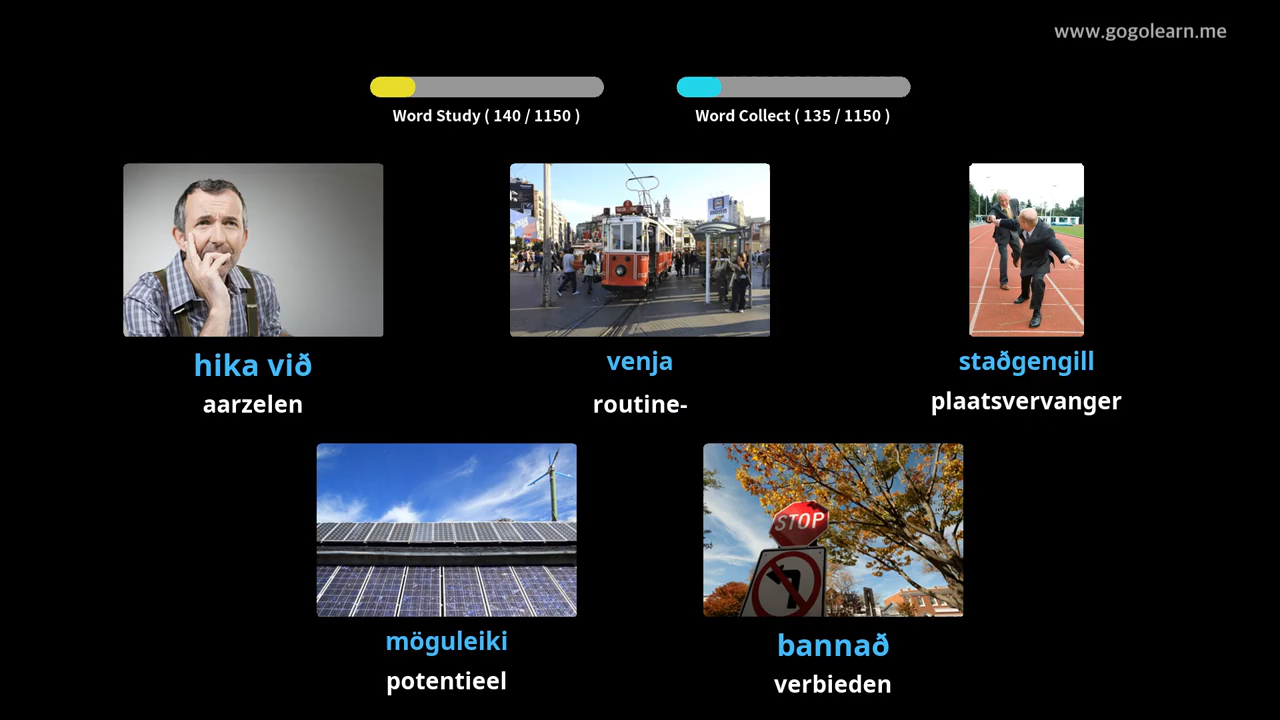 www.gogolearn.me
Word Study ( 140 / 1150 )
Word Collect ( 135 / 1150 )
hika við
aarzelen
venja
routine-
staðgengill
plaatsvervanger
STOP
möguleiki
potentieel
bannað
verbieden